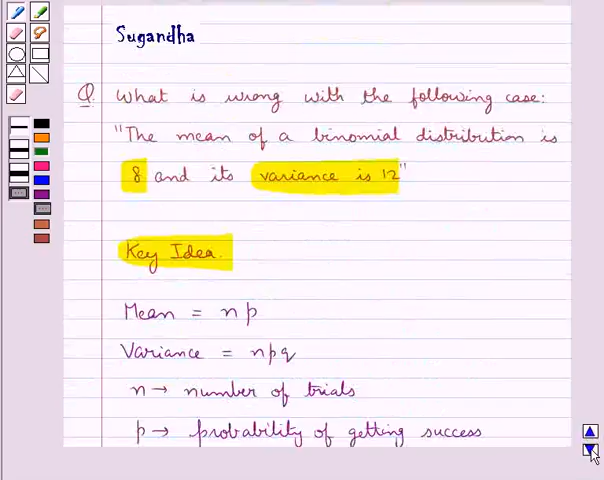 Sugandha
Q. What is wrong with the following case:
"The mean of a binomial distribution is
8 and its variance is 12"
Key Idea.
Mean = np
Variance = npq
n → number of trials
p → probability of getting success